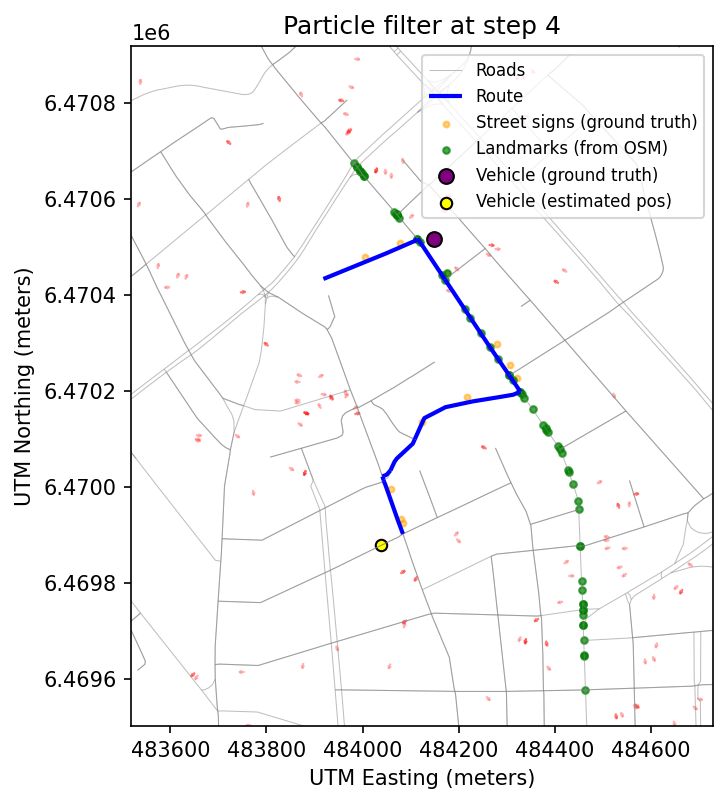 Particle filter at step 4
1e6
Roads
Route
Street signs (ground truth)
Landmarks (from OSM)
Vehicle (ground truth)
Vehicle (estimated pos)
6.4708
6.4706
6.4704
6.4702
6.4700
6.4698
6.4696
UTM Northing (meters)
483600 483800 484000 484200 484400 484600
UTM Easting (meters)